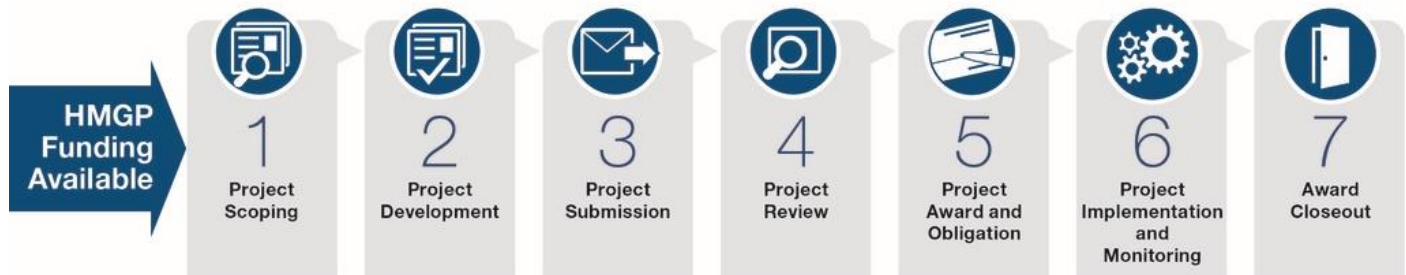 HMGP
Funding
Available
1
Project
Scoping
2
Project
Development
3
Project
Submission
4
Project
Review
5
Project
Award and
Obligation
6
Project
Implementation
and
Monitoring
7
Award
Closeout